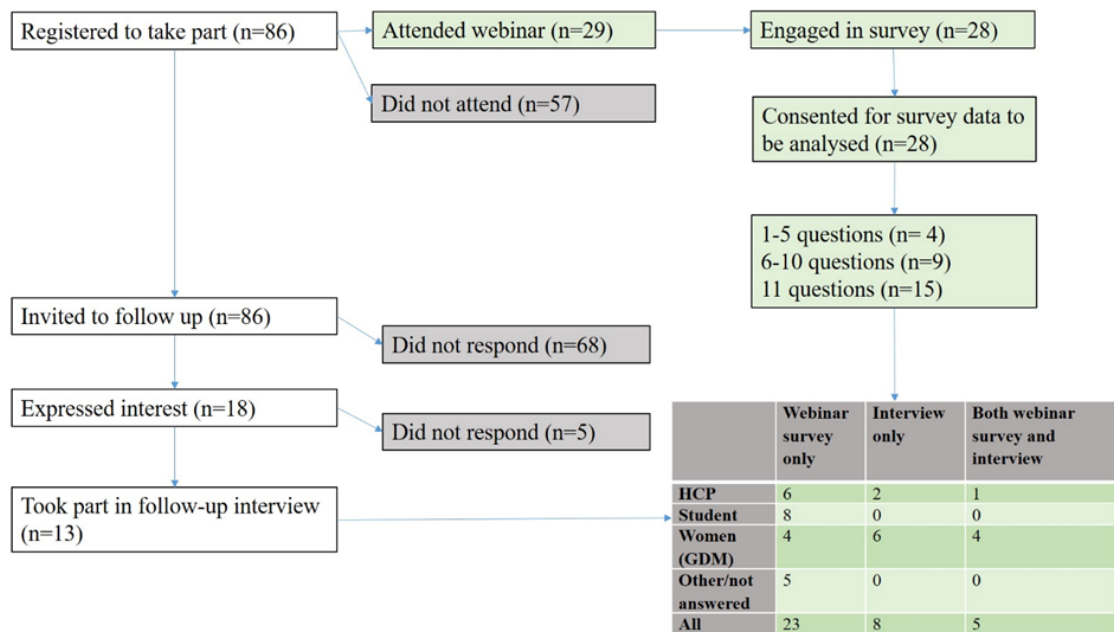 Registered to take part (n=86)
Attended webinar (n=29)
Engaged in survey (n=28)
Did not attend (n=57)
Consented for survey data to
be analysed (n=28)
1-5 questions (n= 4)
6-10 questions (n=9)
11 questions (n=15)
Invited to follow up (n=86)
Did not respond (n=68)
Expressed interest (n=18)
Did not respond (n=5)
Took part in follow-up interview
(n=13)
Webinar Interview Both webinar
survey only survey and
only interview
HCP 6 2 1
Student 8 0 0
Women 4 6 4
(GDM)
Other/not 5 0 0
answered
All 23 8 5